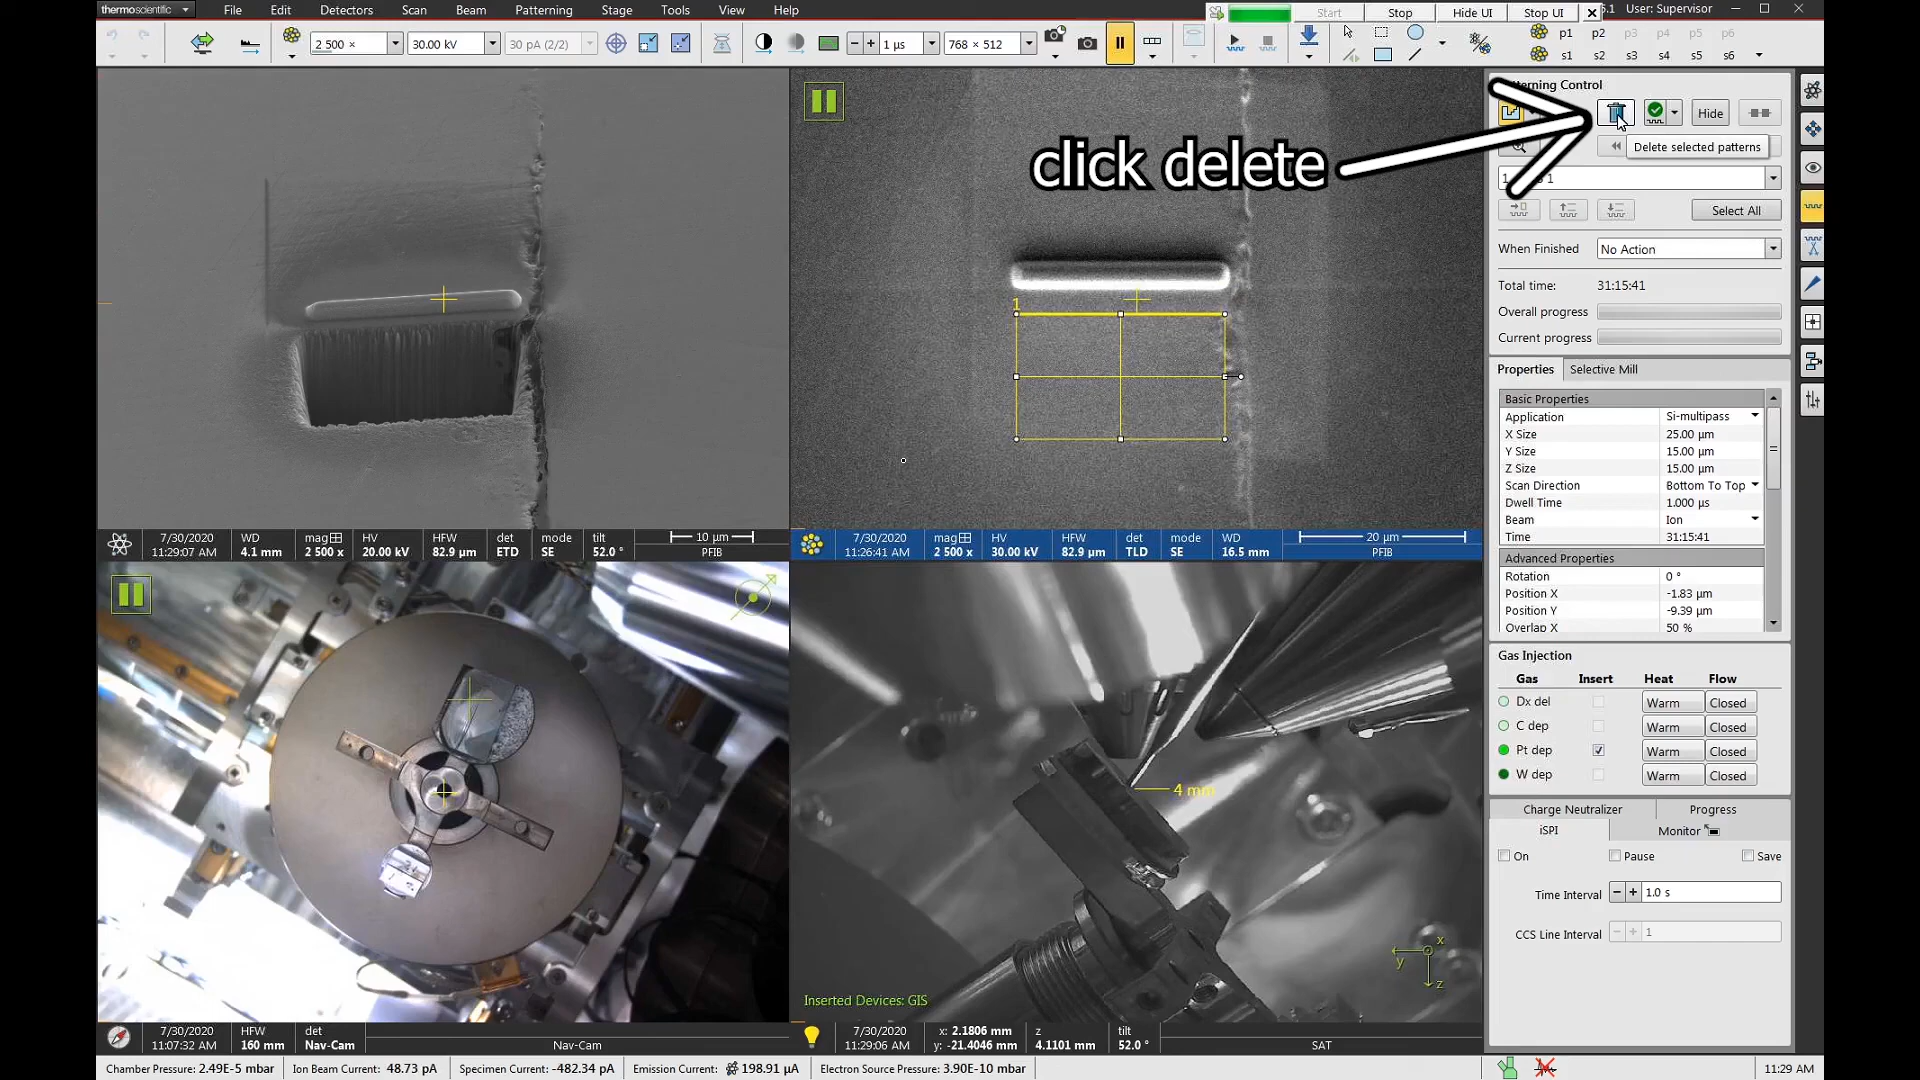 thermoscientific
File Edit Detectors Scan Beam Patterning Stage Tools View Help
Start Stop Hide UI Stop UI
5.1 User: Supervisor
2 500 × 30.00 kV 30 pA (2/2) 1 µs 768 × 512
p1 p2 p3 p4 p5 p6
s1 s2 s3 s4 s5 s6
click delete
1
7/30/2020 WD mag HV HFW det mode 10 µm
11:29:07 AM 4.1 mm 2 500 x 20.00 kV 82.9 µm ETD SE tilt 52.0 ° PFIB
7/30/2020 mag HV HFW det mode WD 20 µm
11:26:41 AM 2 500 x 30.00 kV 82.9 µm TLD SE 16.5 mm PFIB
4 mm
x
y
z
Inserted Devices: GIS
7/30/2020 HFW det
11:07:32 AM 160 mm Nav-Cam Nav-Cam
7/30/2020 x: 2.1806 mm z tilt
11:29:06 AM y: -21.4046 mm 4.1101 mm 52.0 ° SAT
Hide
Delete selected patterns
Select All
When Finished No Action
Total time: 31:15:41
Overall progress
Current progress
Properties Selective Mill
Basic Properties
Application Si-multipass
X Size 25.00 µm
Y Size 15.00 µm
Z Size 15.00 µm
Scan Direction Bottom To Top
Dwell Time 1.000 µs
Beam Ion
Time 31:15:41
Advanced Properties
Rotation 0 °
Position X -1.83 µm
Position Y -9.39 µm
Overlap X 50 %
Gas Injection
Gas Insert Heat Flow
Dx del Warm Closed
C dep Warm Closed
Pt dep Warm Closed
W dep Warm Closed
Charge Neutralizer Progress
iSPI Monitor
On Pause Save
Time Interval 1.0 s
CCS Line Interval 1
Chamber Pressure: 2.49E-5 mbar Ion Beam Current: 48.73 pA Specimen Current: -482.34 pA Emission Current: 198.91 µA Electron Source Pressure: 3.90E-10 mbar 11:29 AM